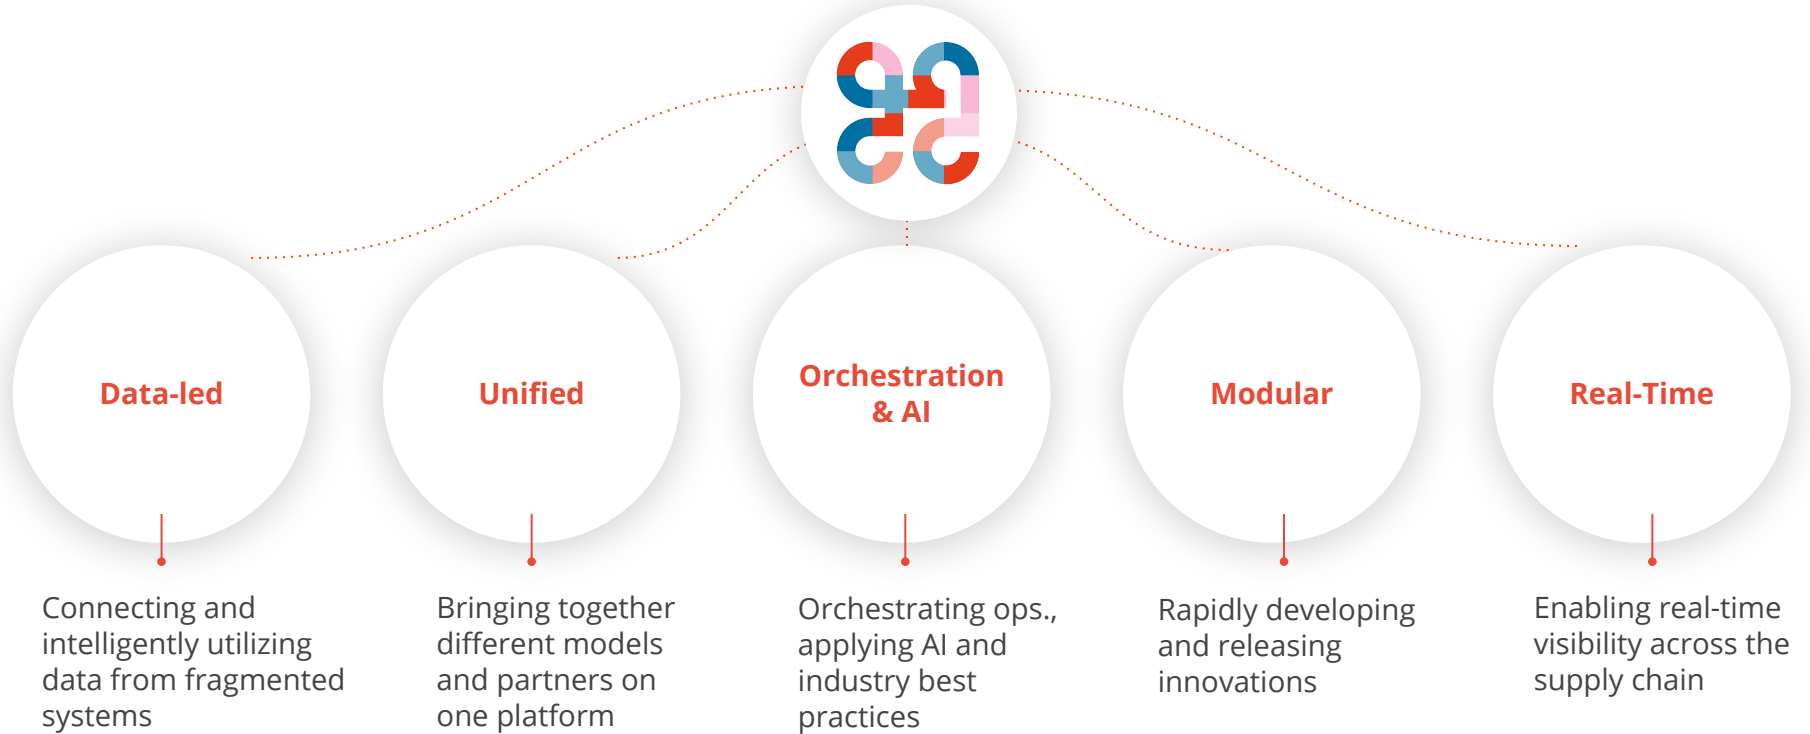 Data-led
Unified
Orchestration
& AI
Modular
Real-Time
Connecting and
intelligently utilizing
data from fragmented
systems
Bringing together
different models
and partners on
one platform
Orchestrating ops.,
applying AI and
industry best
practices
Rapidly developing
and releasing
innovations
Enabling real-time
visibility across the
supply chain